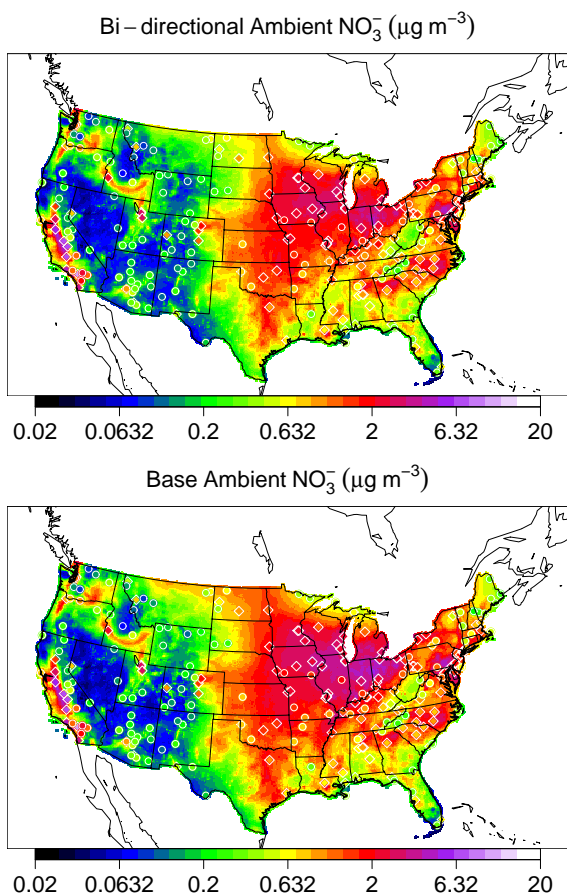 Bi – directional Ambient NO₃⁻ (μg m⁻³)
0.02 0.0632 0.2 0.632 2 6.32 20
Base Ambient NO₃⁻ (μg m⁻³)
0.02 0.0632 0.2 0.632 2 6.32 20